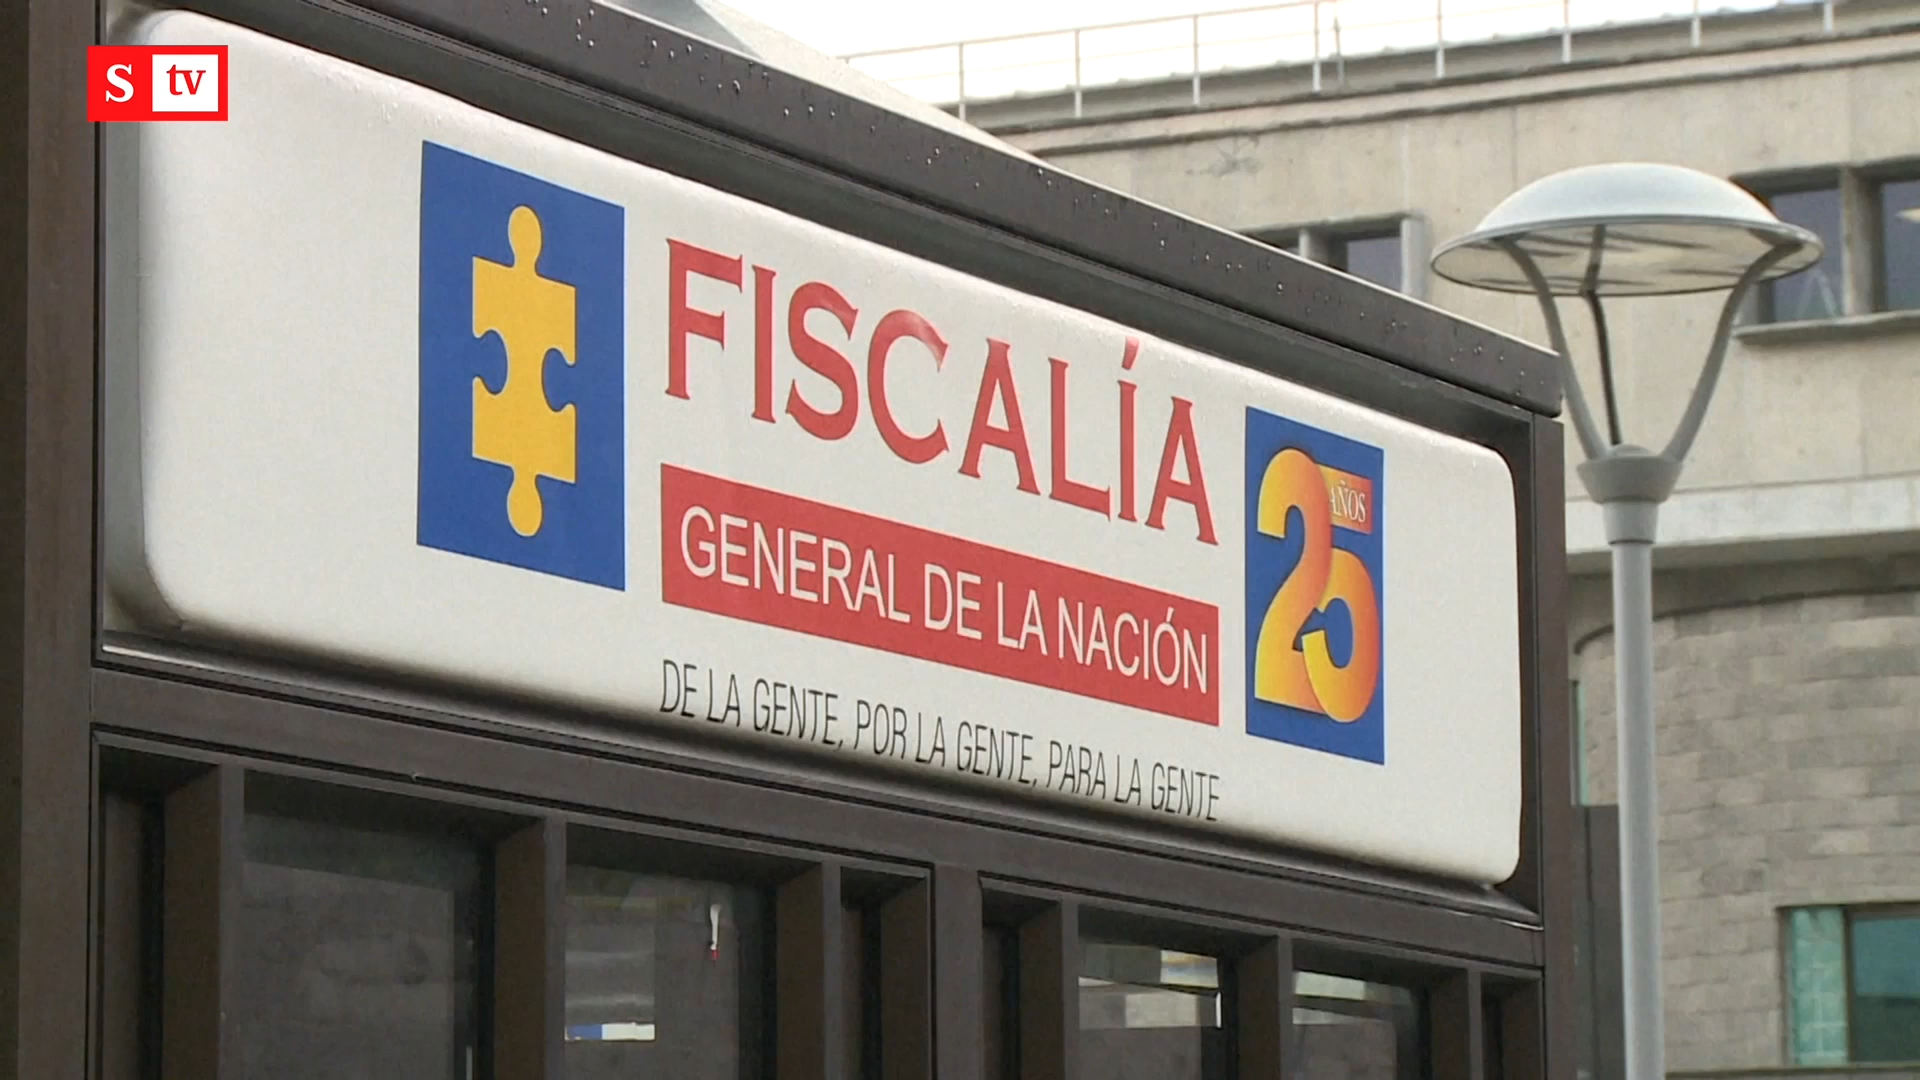 S tv
FISCALÍA
25 AÑOS
GENERAL DE LA NACIÓN
DE LA GENTE, POR LA GENTE, PARA LA GENTE